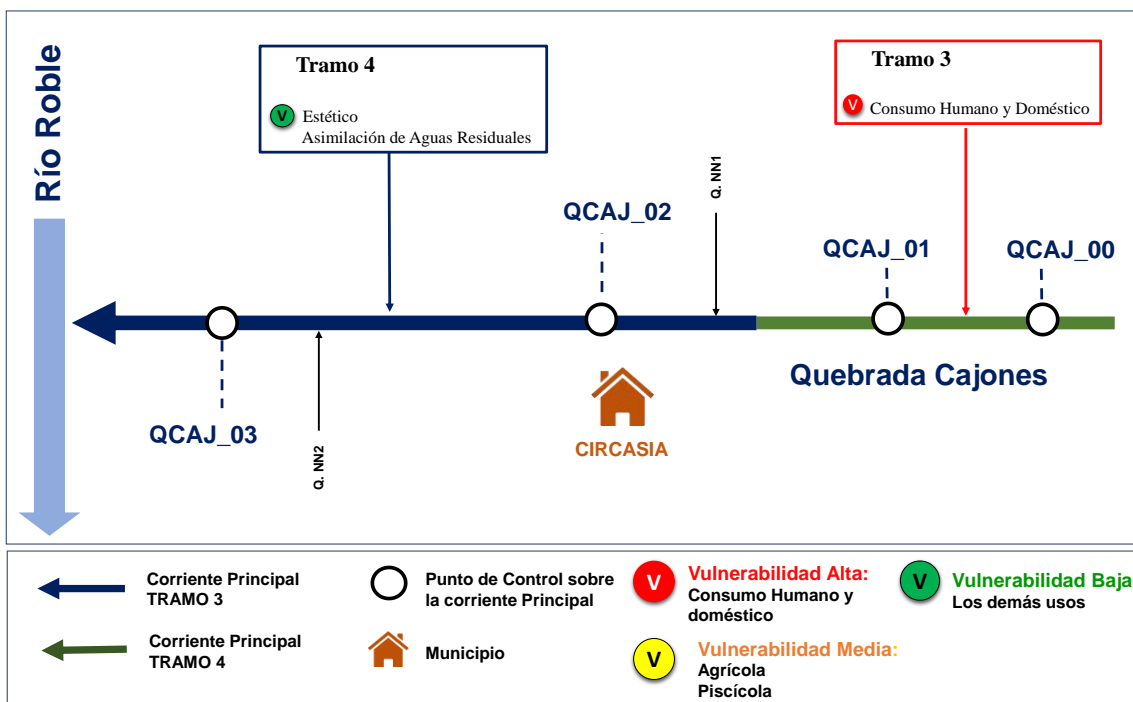 Río Roble
Tramo 4
V
Estético
Asimilación de Aguas Residuales
Tramo 3
V
Consumo Humano y Doméstico
Q. NN1
QCAJ_02
QCAJ_01
QCAJ_00
Quebrada Cajones
QCAJ_03
Q. NN2
CIRCASIA
Corriente Principal
TRAMO 3
Corriente Principal
TRAMO 4
Punto de Control sobre
la corriente Principal
Municipio
V
Vulnerabilidad Alta:
Consumo Humano y
doméstico
V
Vulnerabilidad Media:
Agrícola
Piscícola
V
Vulnerabilidad Baja
Los demás usos